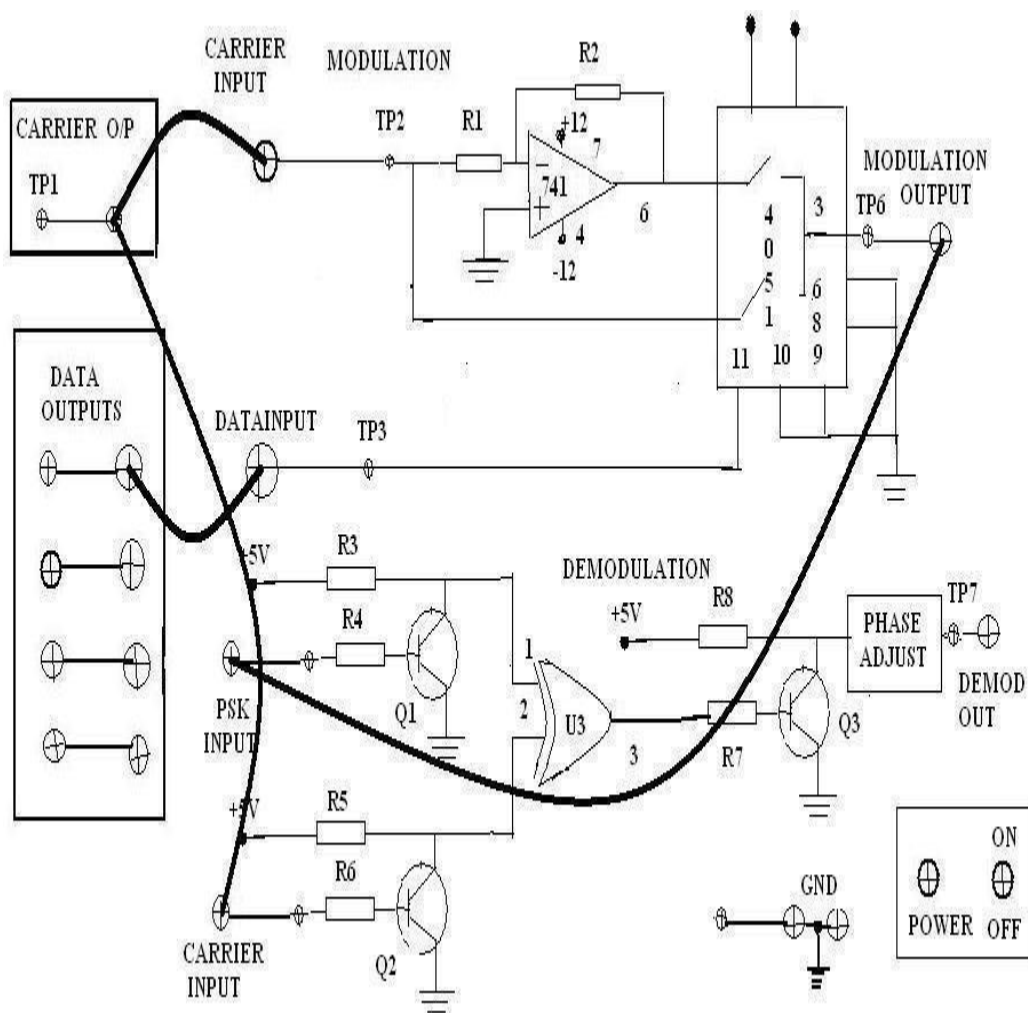 CARRIER
INPUT
MODULATION
R2
CARRIER O/P
TP1
TP2
R1
+12
7
-
741
+
4
-12
6
4
0
5
1
3
6
8
9
10
11
MODULATION
OUTPUT
TP6
DATA
OUTPUTS
DATAINPUT
TP3
+5V
R3
R4
Q1
PSK
INPUT
1
2
U3
3
DEMODULATION
+5V
R8
R7
Q3
PHASE
ADJUST
TP7
DEMOD
OUT
+5V
R5
R6
Q2
CARRIER
INPUT
GND
ON
POWER
OFF